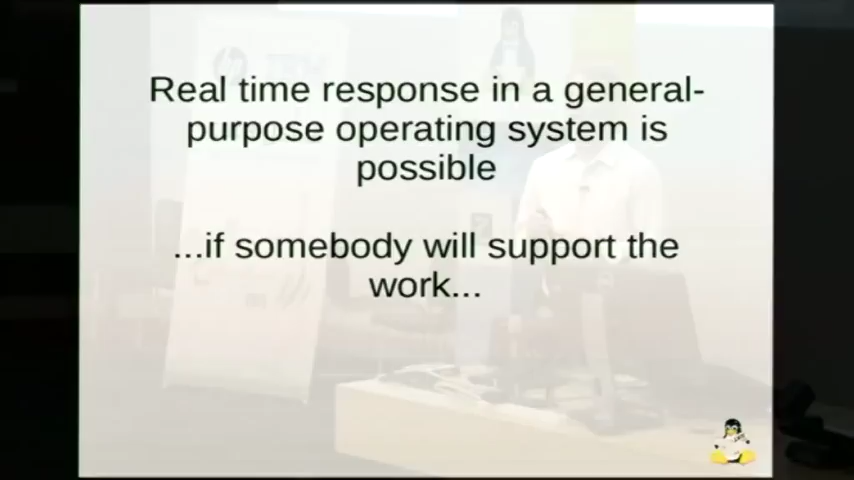 Real time response in a general-
purpose operating system is
possible
...if somebody will support the
work...